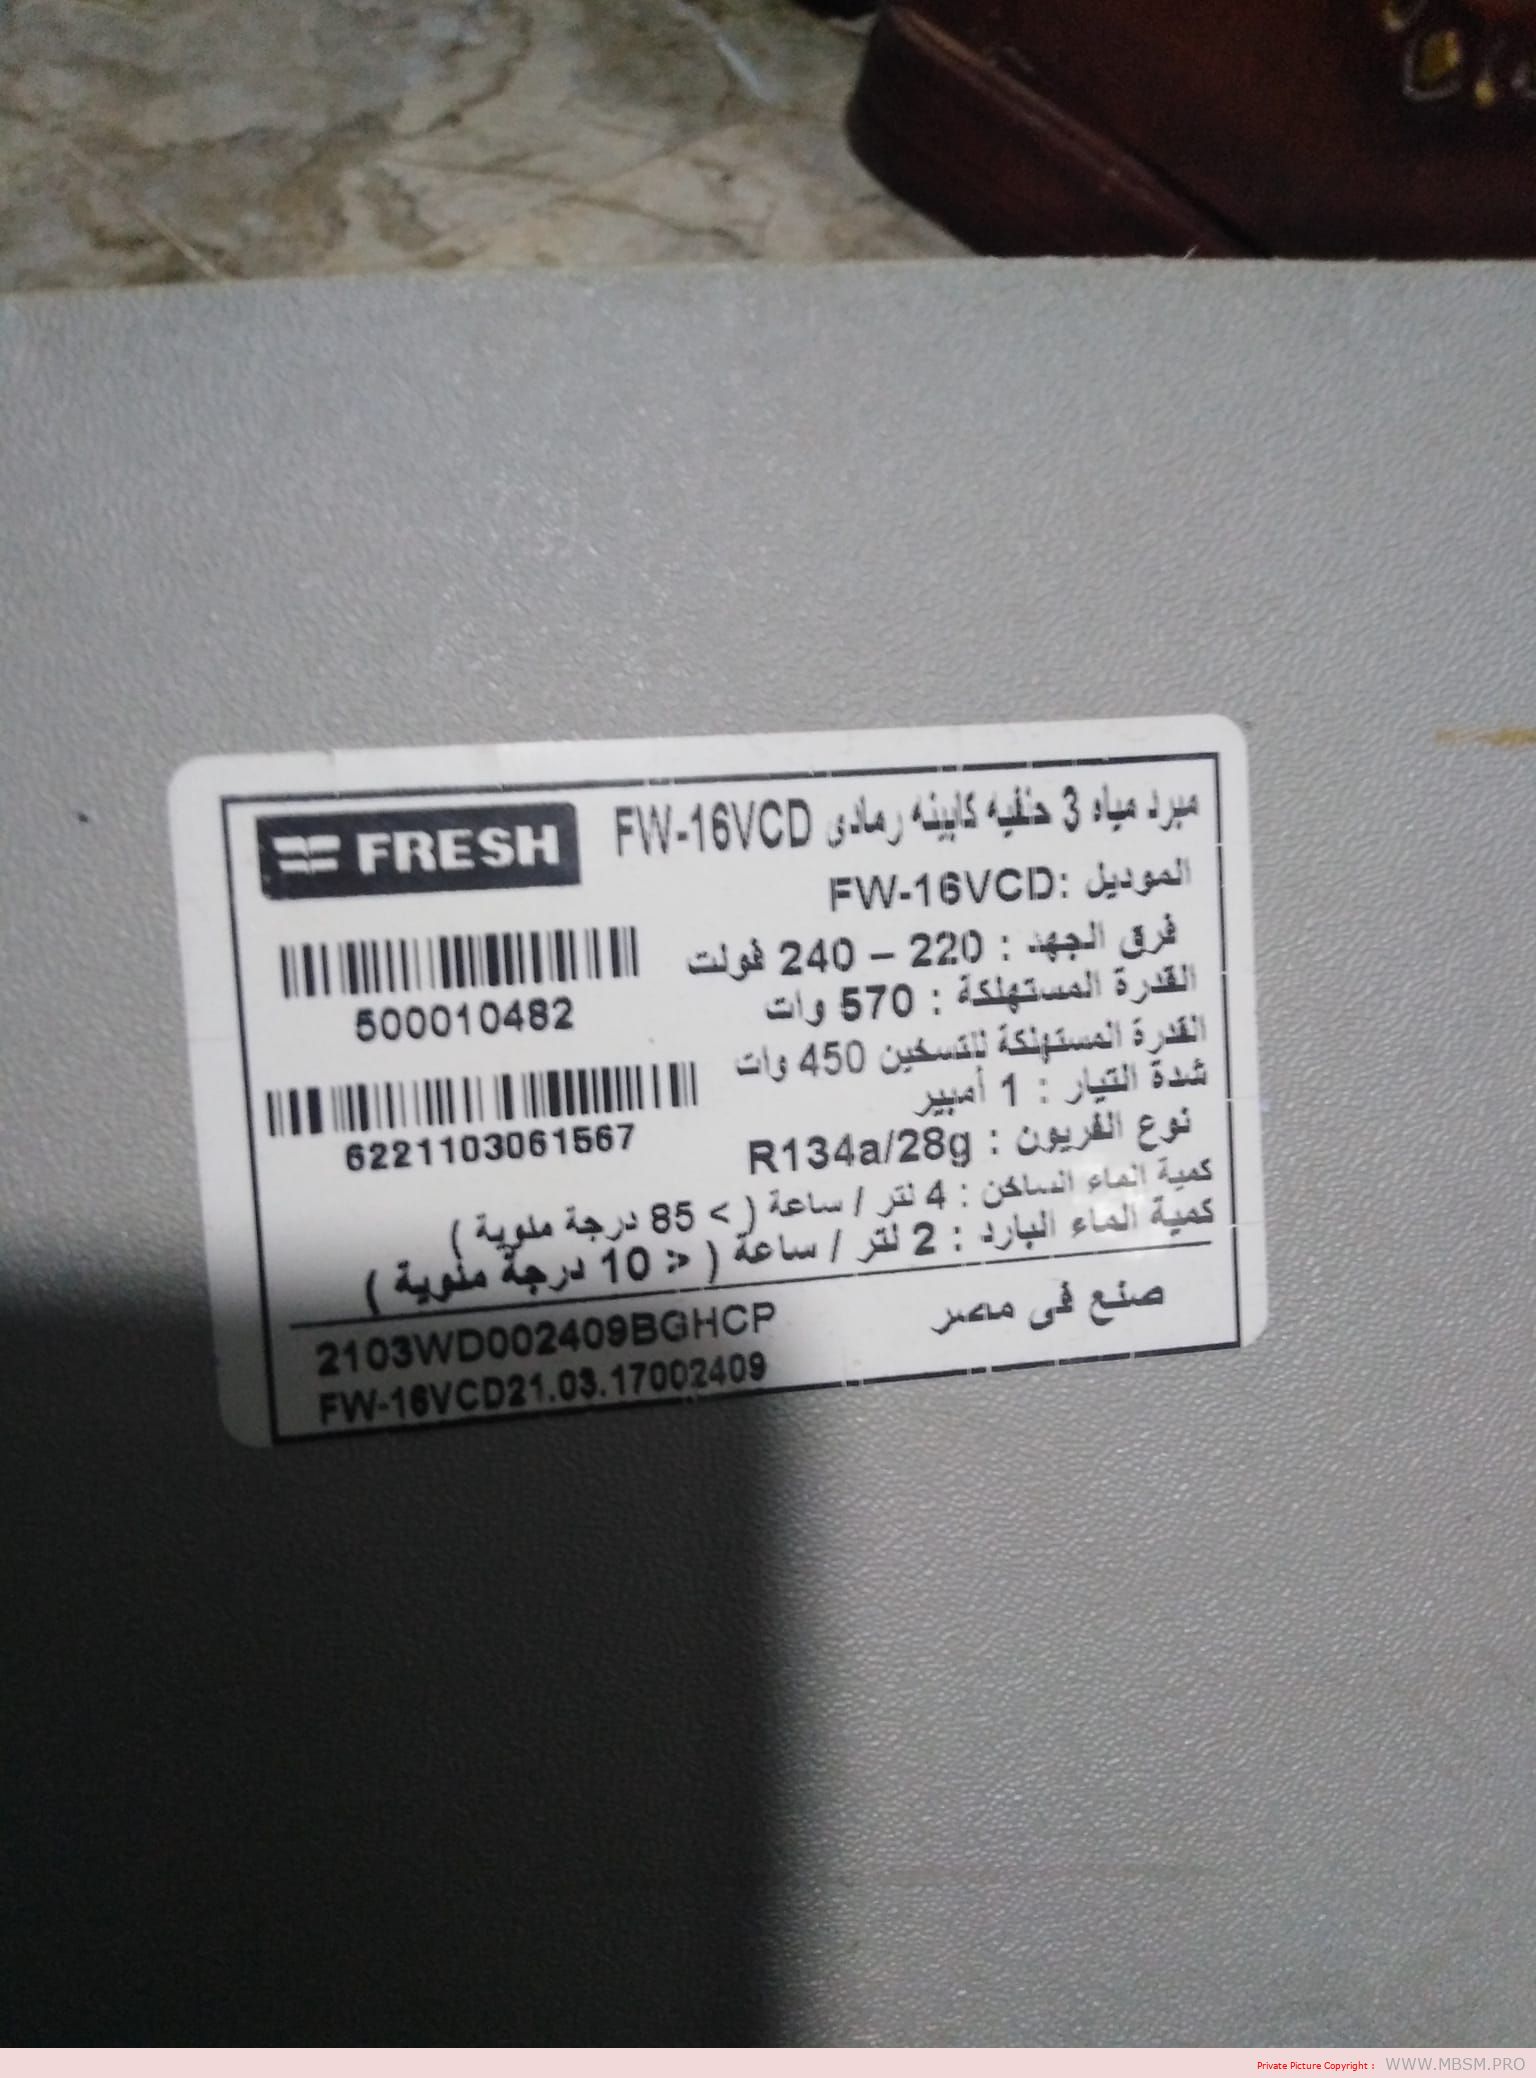 FRESH
مبرد مياه 3 حنفيه كابينه رمادى FW-16VCD
الموديل :FW-16VCD
فرق الجهد : 220 – 240 فولت
القدرة المستهلكة : 570 وات
القدرة المستهلكة للتسخين 450 وات
شدة التيار : 1 أمبير
نوع الفريون : R134a/28g
500010482
6221103061567
كمية الماء الساكن : 4 لتر / ساعة ( > 85 درجة مئوية )
كمية الماء البارد : 2 لتر / ساعة ( < 10 درجة مئوية )
صنع فى مصر
2103WD002409BGHCP
FW-16VCD21.03.17002409
Private Picture Copyright : WWW.MBSM.PRO